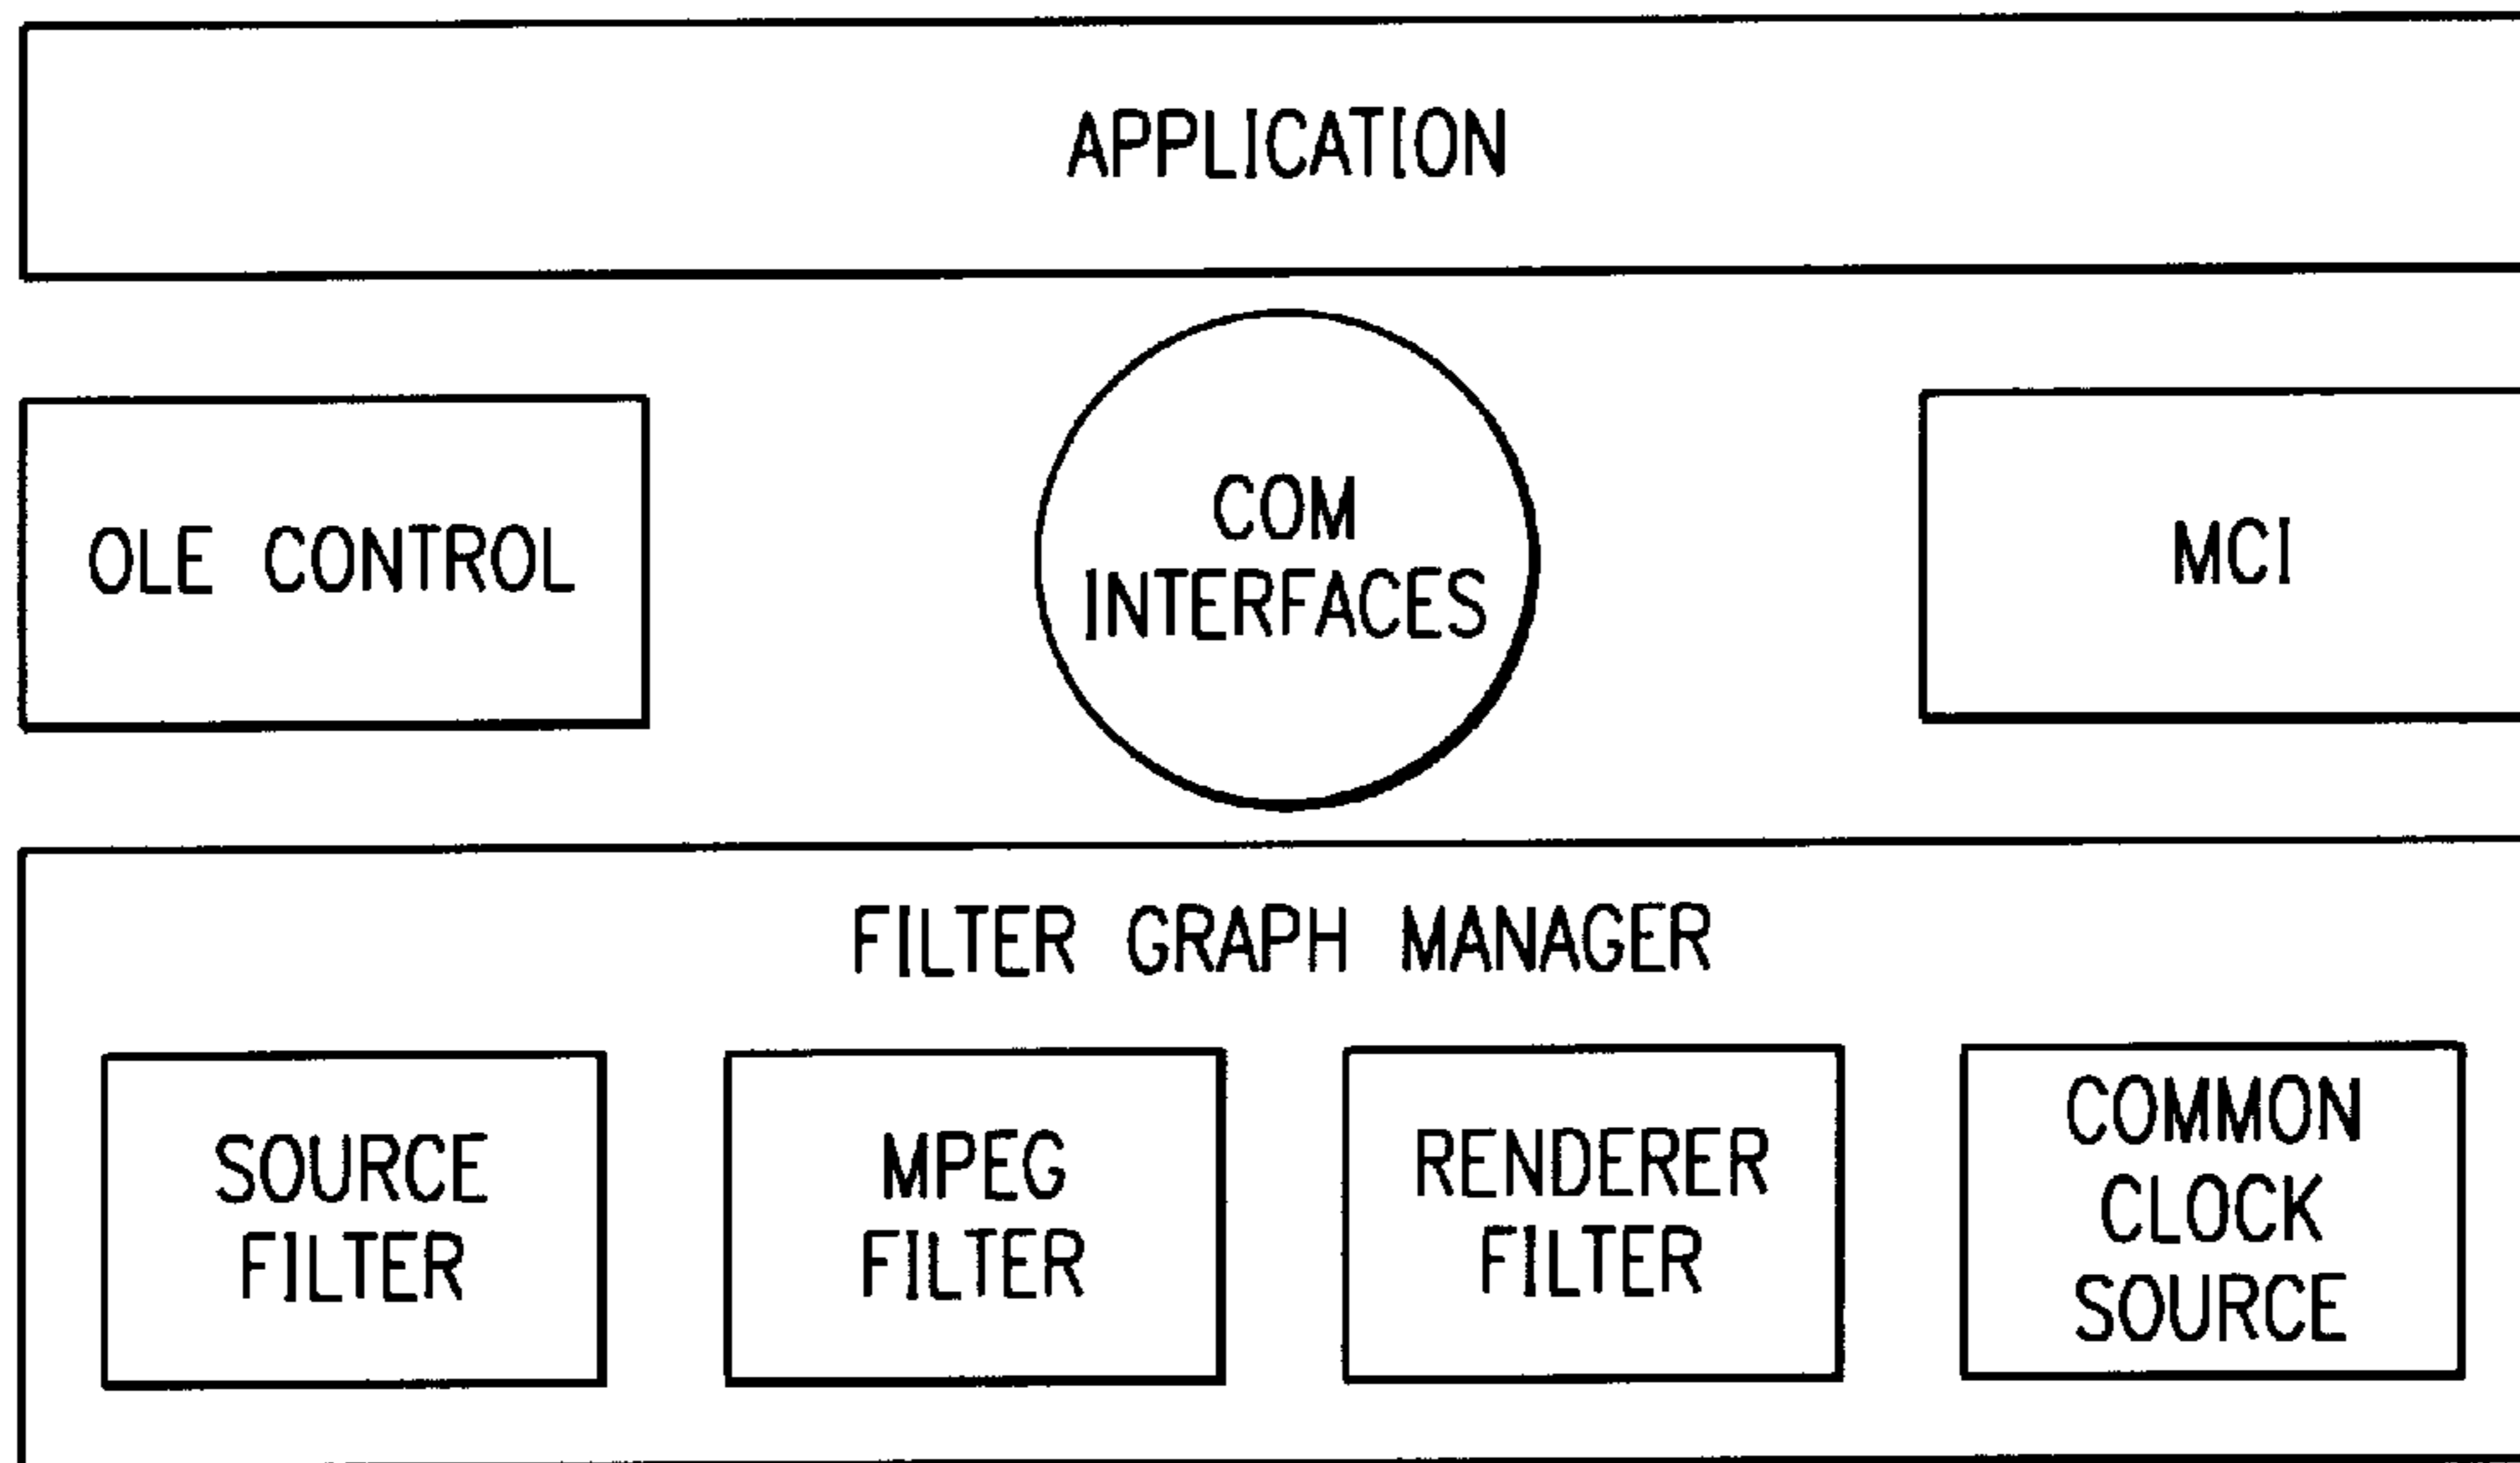 APPLICATION
OLE CONTROL
COM
INTERFACES
MCI
FILTER GRAPH MANAGER
SOURCE
FILTER
MPEG
FILTER
RENDERER
FILTER
COMMON
CLOCK
SOURCE